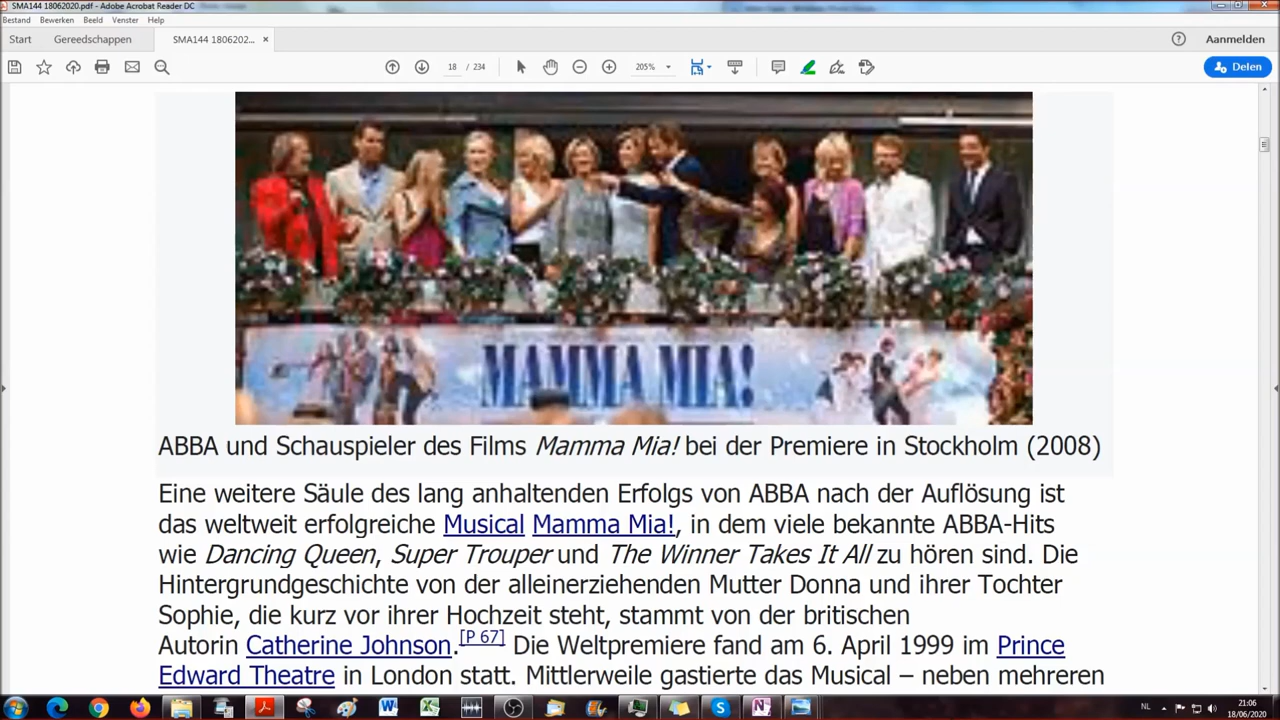 SMA144 18062020.pdf - Adobe Acrobat Reader DC
Bestand Bewerken Beeld Venster Help
Start Gereedschappen SMA144 1806202... × Aanmelden
18 / 234 205% Delen
MAMMA MIA!
ABBA und Schauspieler des Films Mamma Mia! bei der Premiere in Stockholm (2008)
Eine weitere Säule des lang anhaltenden Erfolgs von ABBA nach der Auflösung ist
das weltweit erfolgreiche Musical Mamma Mia!, in dem viele bekannte ABBA-Hits
wie Dancing Queen, Super Trouper und The Winner Takes It All zu hören sind. Die
Hintergrundgeschichte von der alleinerziehenden Mutter Donna und ihrer Tochter
Sophie, die kurz vor ihrer Hochzeit steht, stammt von der britischen
Autorin Catherine Johnson.[P 67] Die Weltpremiere fand am 6. April 1999 im Prince
Edward Theatre in London statt. Mittlerweile gastierte das Musical – neben mehreren
NL 21:06
18/06/2020